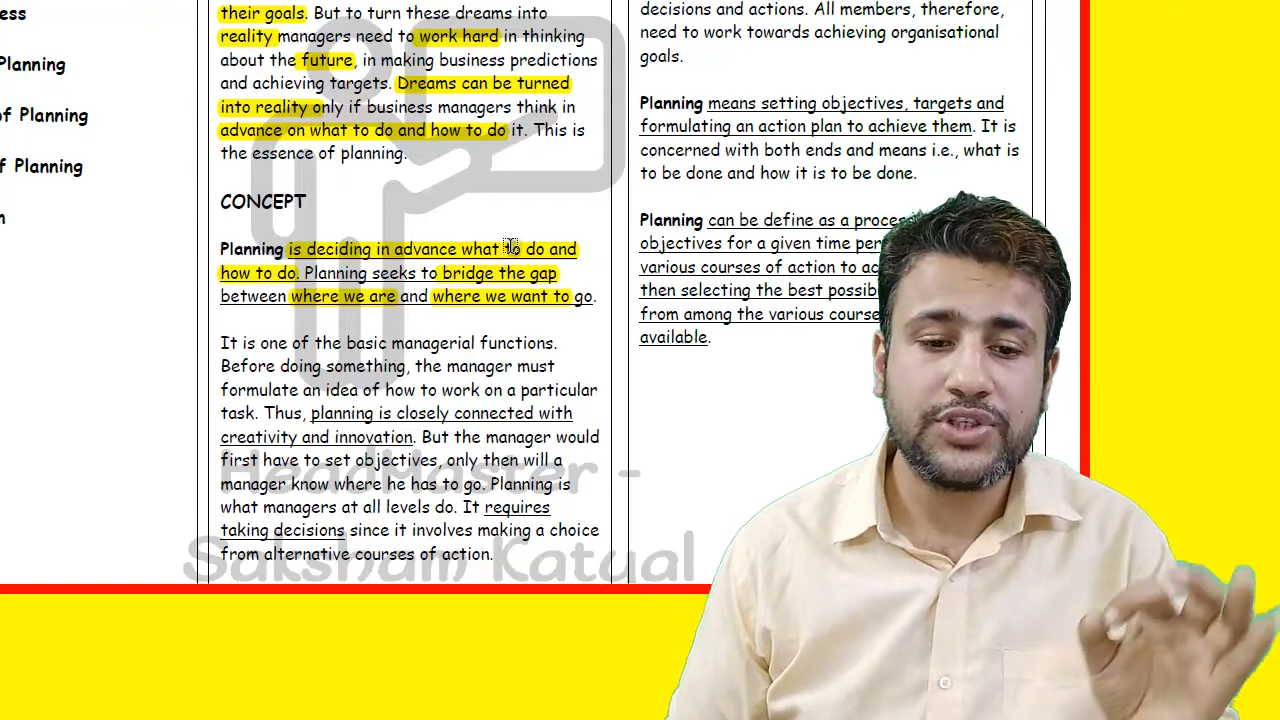 ess
Planning
of Planning
f Planning
n
their goals. But to turn these dreams into
reality managers need to work hard in thinking
about the future, in making business predictions
and achieving targets. Dreams can be turned
into reality only if business managers think in
advance on what to do and how to do it. This is
the essence of planning.
CONCEPT
Planning is deciding in advance what to do and
how to do. Planning seeks to bridge the gap
between where we are and where we want to go.
It is one of the basic managerial functions.
Before doing something, the manager must
formulate an idea of how to work on a particular
task. Thus, planning is closely connected with
creativity and innovation. But the manager would
first have to set objectives, only then will a
manager know where he has to go. Planning is
what managers at all levels do. It requires
taking decisions since it involves making a choice
from alternative courses of action.
decisions and actions. All members, therefore,
need to work towards achieving organisational
goals.
Planning means setting objectives, targets and
formulating an action plan to achieve them. It is
concerned with both ends and means i.e., what is
to be done and how it is to be done.
Planning can be define as a proces
objectives for a given time per
various courses of action to ac
then selecting the best possib
from among the various course
available.
HeadMaster -
Saksham Katual